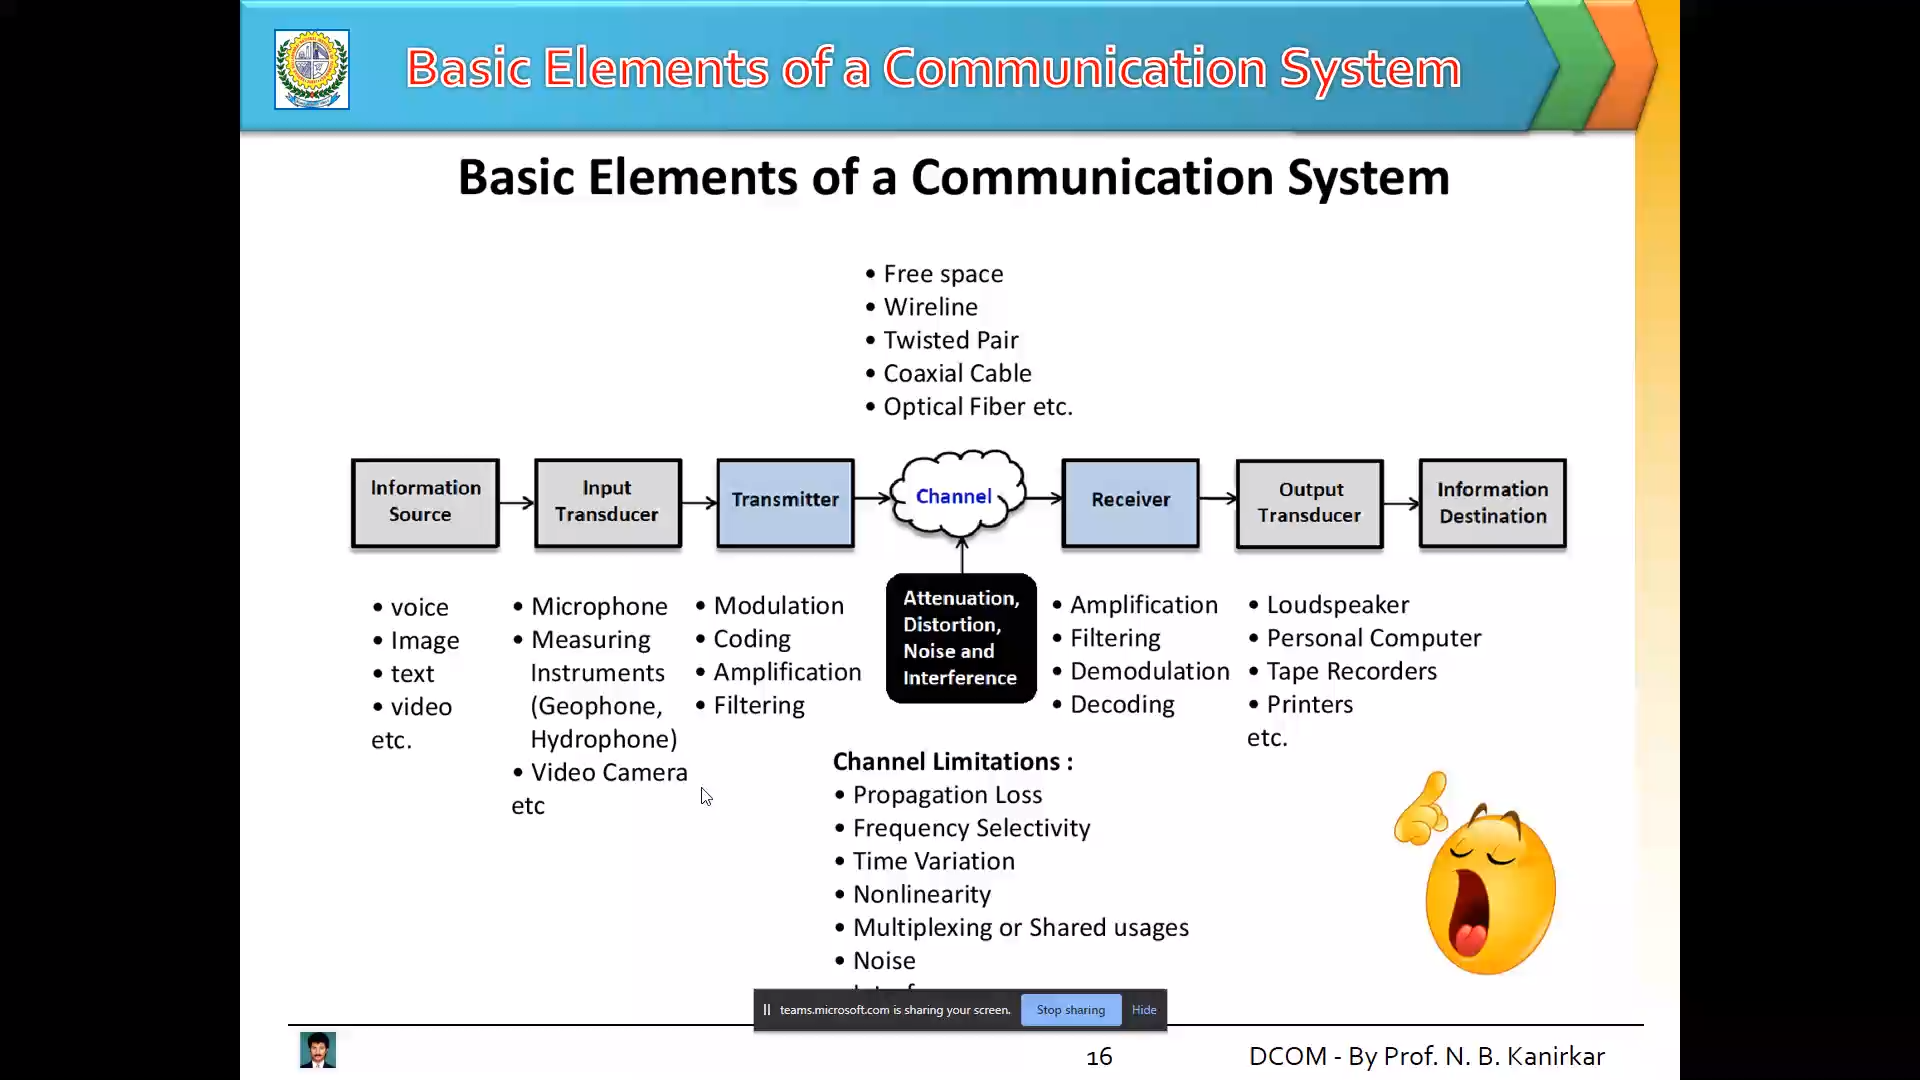 Basic Elements of a Communication System
Basic Elements of a Communication System
• Free space
• Wireline
• Twisted Pair
• Coaxial Cable
• Optical Fiber etc.
Information
Source
Input
Transducer
Transmitter
Channel
Receiver
Output
Transducer
Information
Destination
• voice
• Image
• text
• video
etc.
• Microphone
• Measuring
Instruments
(Geophone,
Hydrophone)
• Video Camera
etc
• Modulation
• Coding
• Amplification
• Filtering
Attenuation,
Distortion,
Noise and
Interference
• Amplification
• Filtering
• Demodulation
• Decoding
• Loudspeaker
• Personal Computer
• Tape Recorders
• Printers
etc.
Channel Limitations :
• Propagation Loss
• Frequency Selectivity
• Time Variation
• Nonlinearity
• Multiplexing or Shared usages
• Noise
teams.microsoft.com is sharing your screen.
Stop sharing
Hide
16
DCOM - By Prof. N. B. Kanirkar